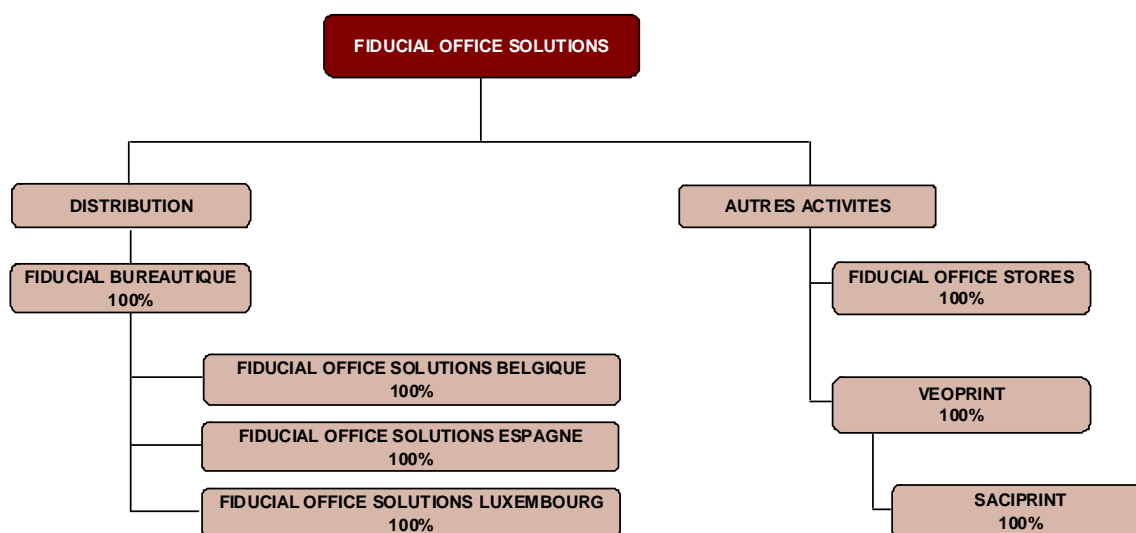 FIDUCIAL OFFICE SOLUTIONS
DISTRIBUTION
FIDUCIAL BUREAUTIQUE
100%
FIDUCIAL OFFICE SOLUTIONS BELGIQUE
100%
FIDUCIAL OFFICE SOLUTIONS ESPAGNE
100%
FIDUCIAL OFFICE SOLUTIONS LUXEMBOURG
100%
AUTRES ACTIVITES
FIDUCIAL OFFICE STORES
100%
VEOPRINT
100%
SACIPRINT
100%